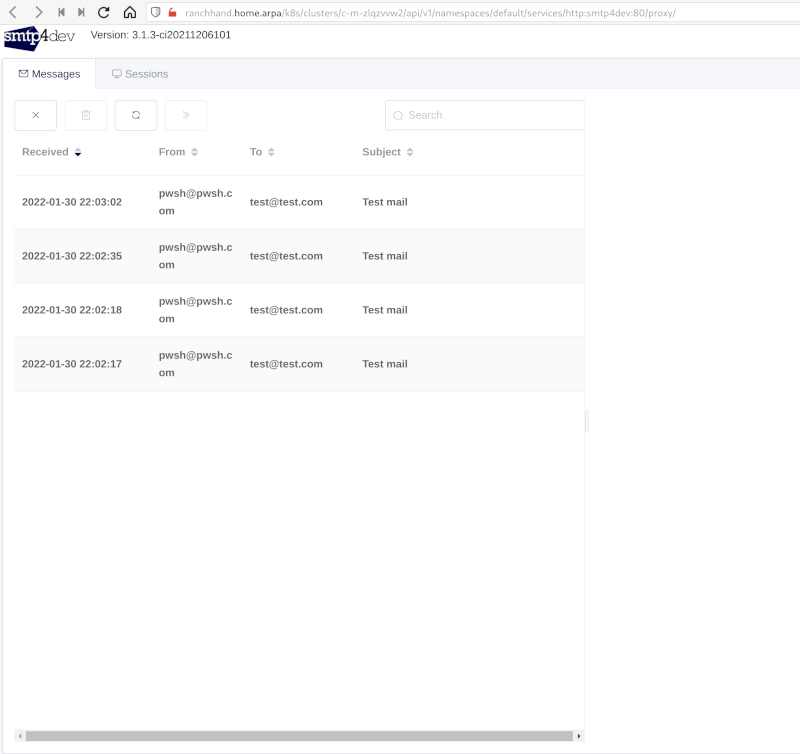 ranchhand.home.arpa/k8s/clusters/c-m-zlqzvvw2/api/v1/namespaces/default/services/http:smtp4dev:80/proxy/
smtp4dev Version: 3.1.3-ci20211206101
Messages Sessions
Search
Received From To Subject
2022-01-30 22:03:02 pwsh@pwsh.c test@test.com Test mail
om
2022-01-30 22:02:35 pwsh@pwsh.c test@test.com Test mail
om
2022-01-30 22:02:18 pwsh@pwsh.c test@test.com Test mail
om
2022-01-30 22:02:17 pwsh@pwsh.c test@test.com Test mail
om